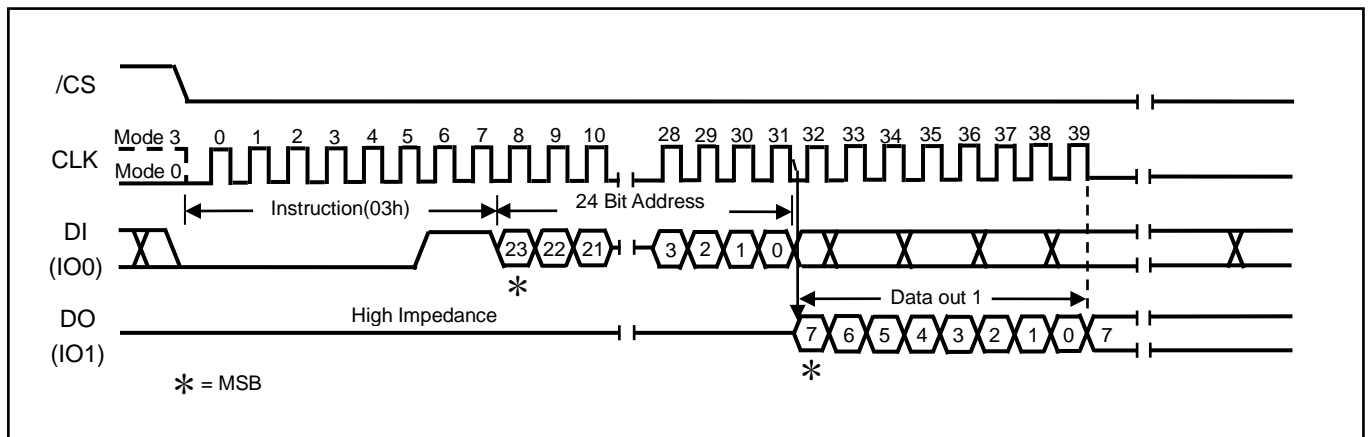 /CS
Mode 3 0 1 2 3 4 5 6 7 8 9 10 28 29 30 31 32 33 34 35 36 37 38 39
CLK
Mode 0
Instruction(03h) 24 Bit Address
DI
(IO0)
23 22 21 3 2 1 0
*
Data out 1
DO
(IO1)
High Impedance
7 6 5 4 3 2 1 0 7
*
* = MSB